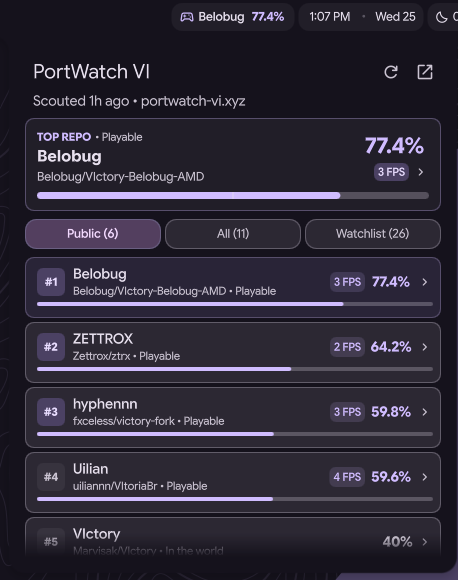 Belobug 77.4% 1:07 PM • Wed 25
PortWatch VI
Scouted 1h ago • portwatch-vi.xyz
TOP REPO • Playable
77.4%
Belobug
Belobug/VIctory-Belobug-AMD
3 FPS
Public (6) All (11) Watchlist (26)
#1 Belobug 3 FPS 77.4%
Belobug/VIctory-Belobug-AMD • Playable
#2 ZETTROX 2 FPS 64.2%
Zettrox/ztrx • Playable
#3 hyphennn 3 FPS 59.8%
fxceless/victory-fork • Playable
#4 Uilian 4 FPS 59.6%
uiliannn/VItoriaBr • Playable
#5 VIctory 40%
Marvisak/VIctory • In the world